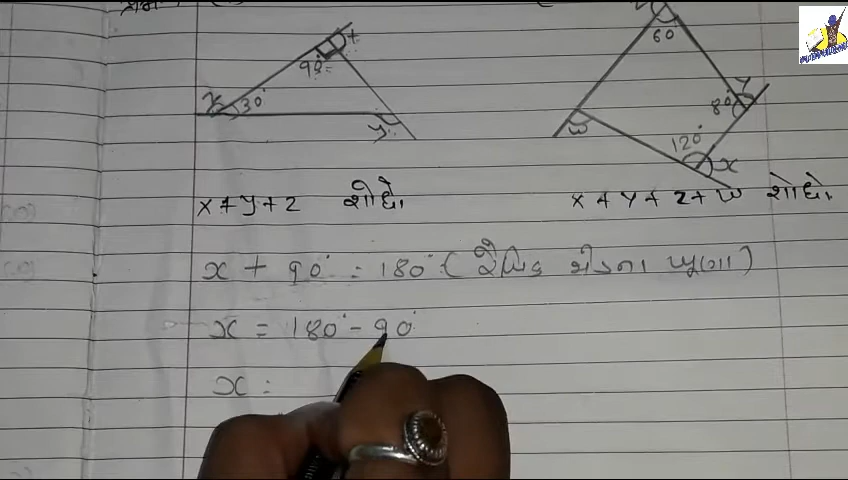 x
90°
30°
z
y
60°
80°
y
w
120°
x
x + y + z શોધો.
x + y + z + w શોધો.
x + 90° = 180° (રૈખિક જોડના ખૂણા)
x = 180° - 90°
x =